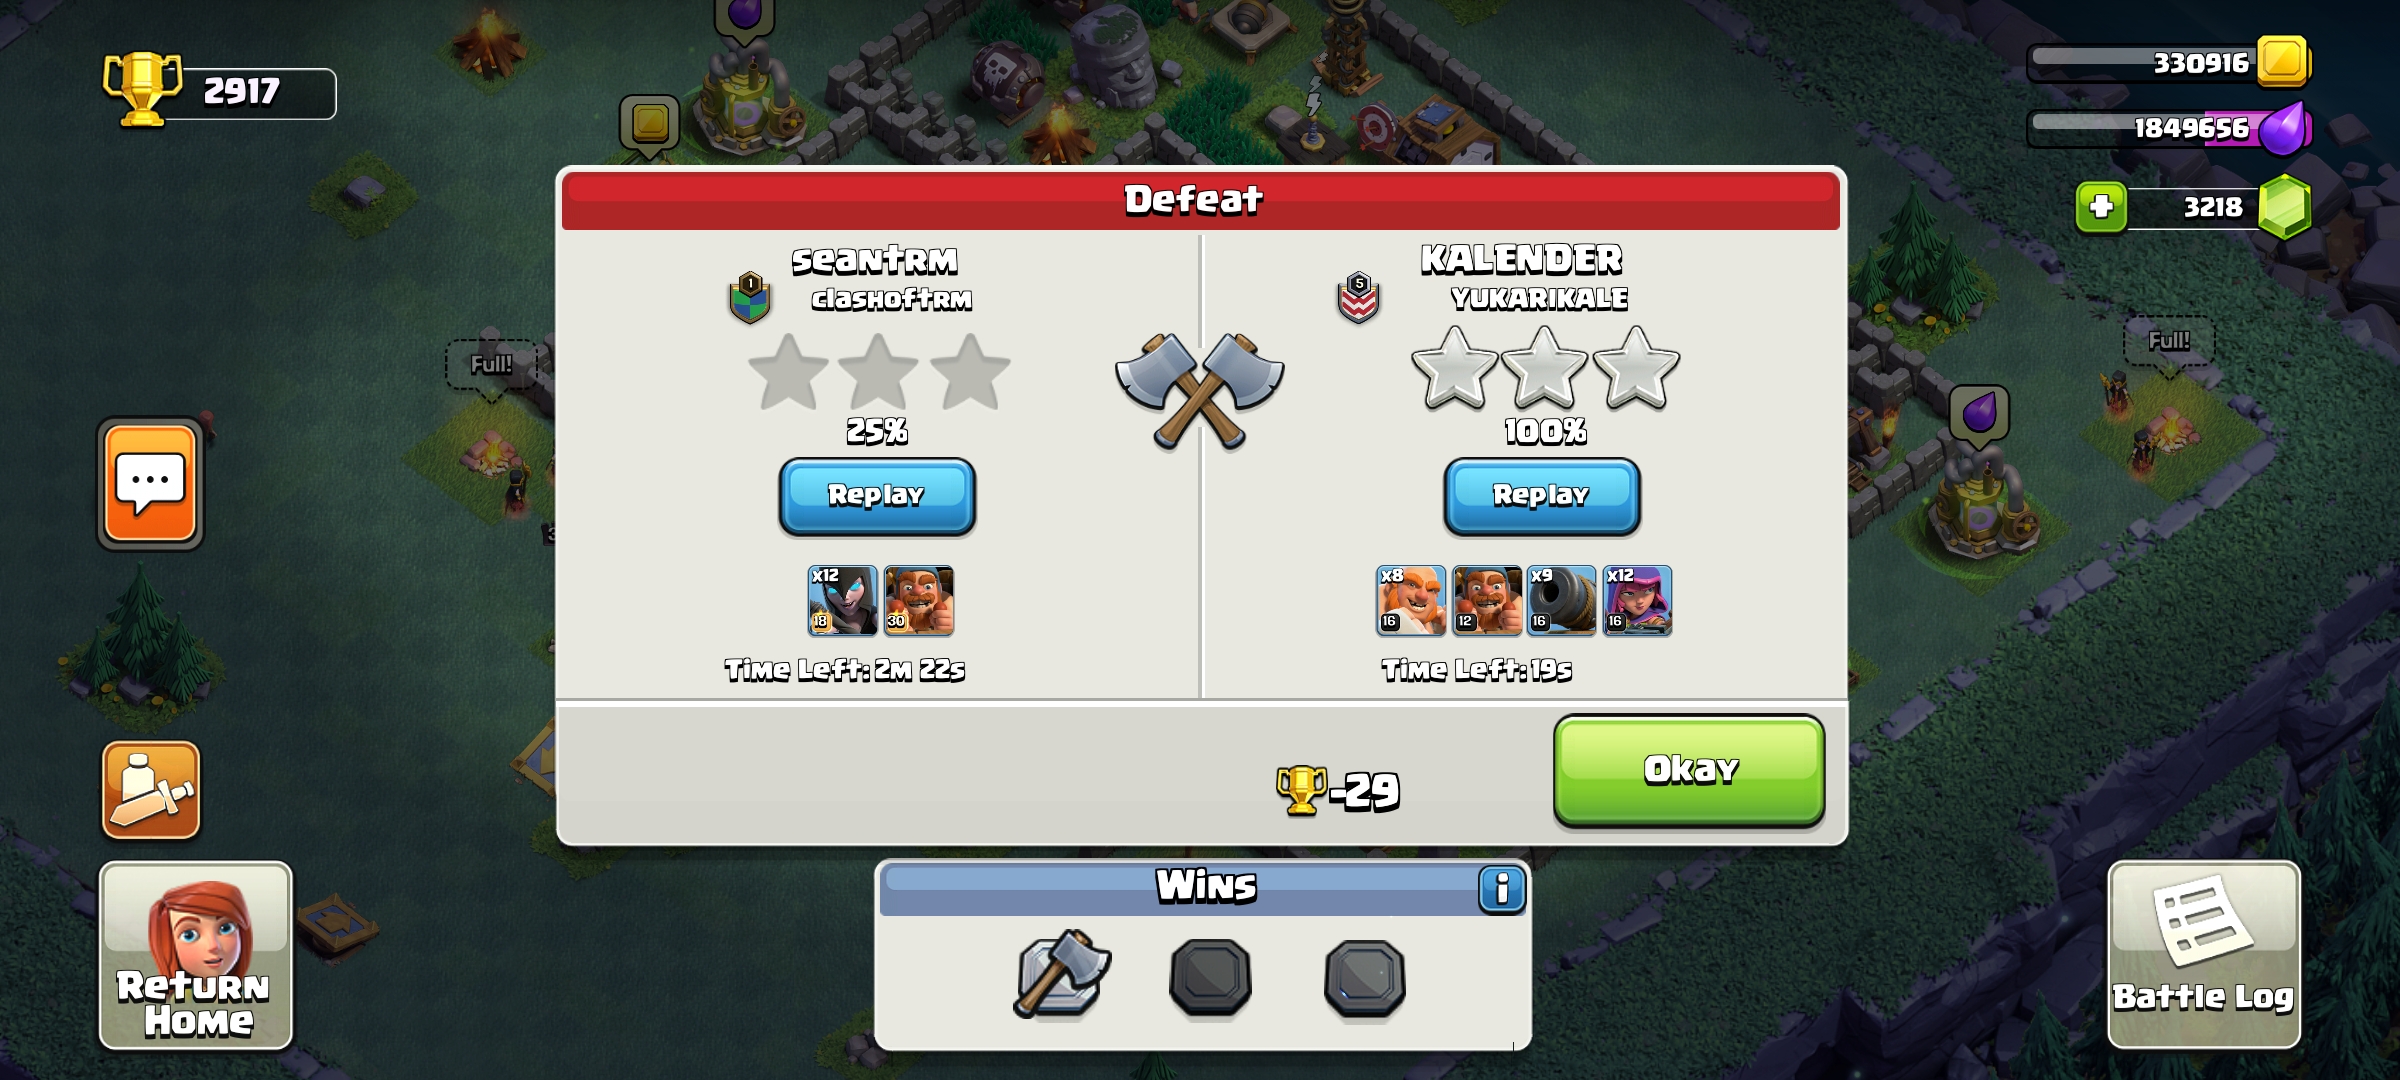 2917
330916
1849656
3218
Defeat
seantrm
1
clashoftrm
25%
Replay
x12
18
30
Time Left: 2m 22s
KALENDER
5
YUKARIKALE
100%
Replay
x8
16
12
x9
16
x12
16
Time Left: 19s
Full!
Full!
-29
Okay
Wins
i
Return
Home
Battle Log